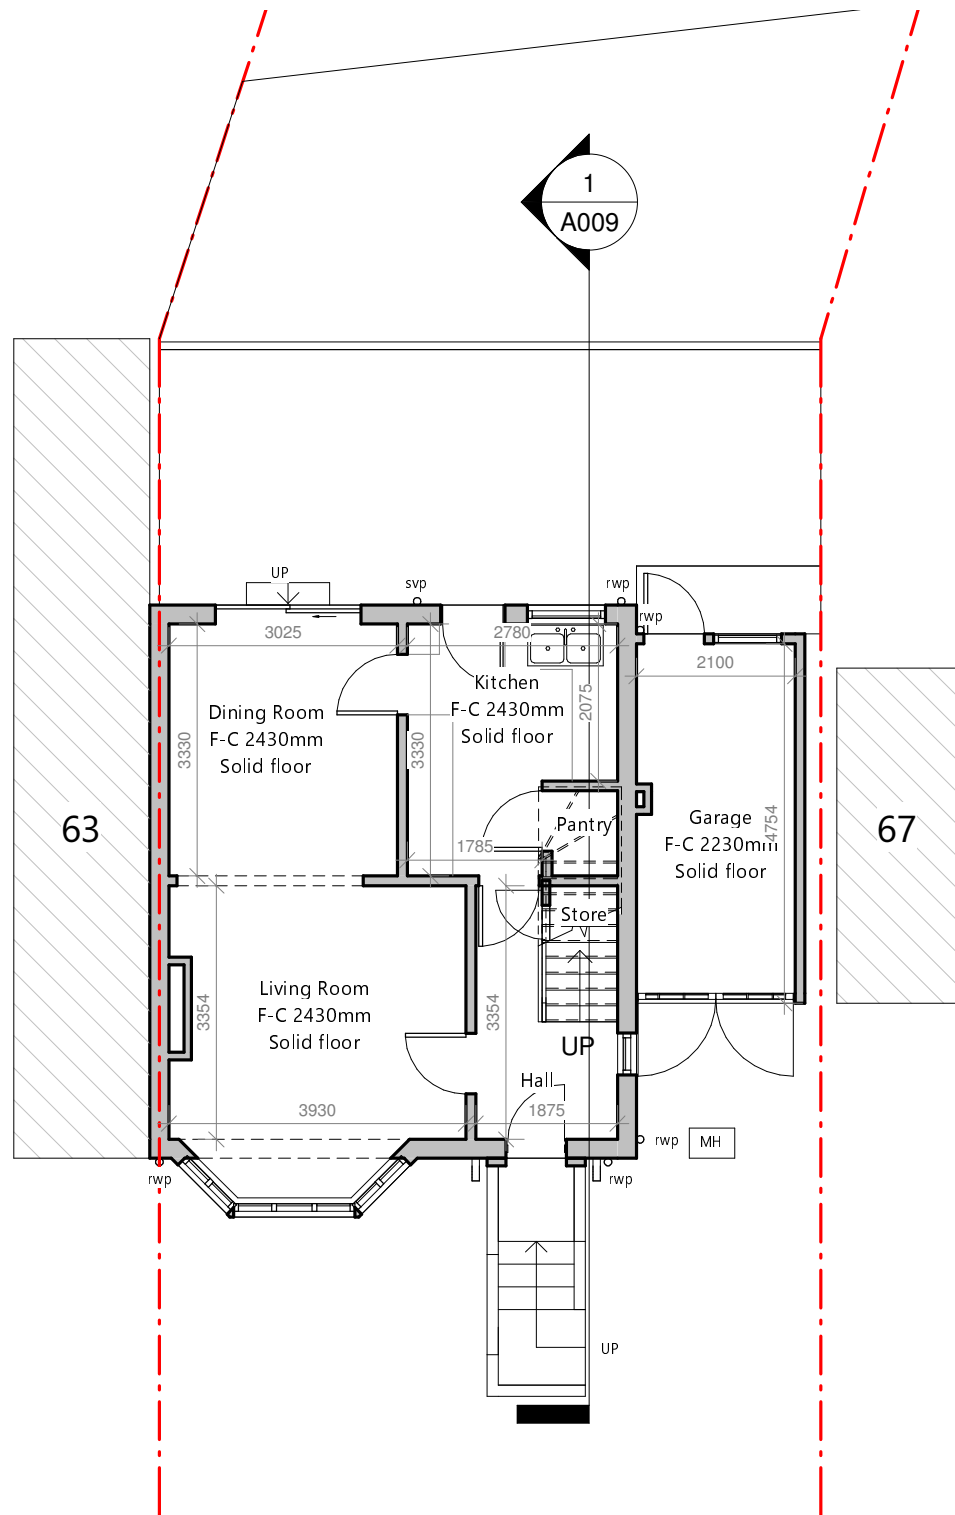 1
A009
UP
svp
rwp
rwp
3025
2780
2100
Kitchen
F-C 2430mm
Solid floor
2075
Dining Room
F-C 2430mm
Solid floor
3330
3330
63
67
Pantry
Garage
F-C 2230mm
Solid floor
4754
1785
Store
Living Room
F-C 2430mm
Solid floor
3354
3354
UP
Hall
3930
1875
rwp
MH
rwp
rwp
UP